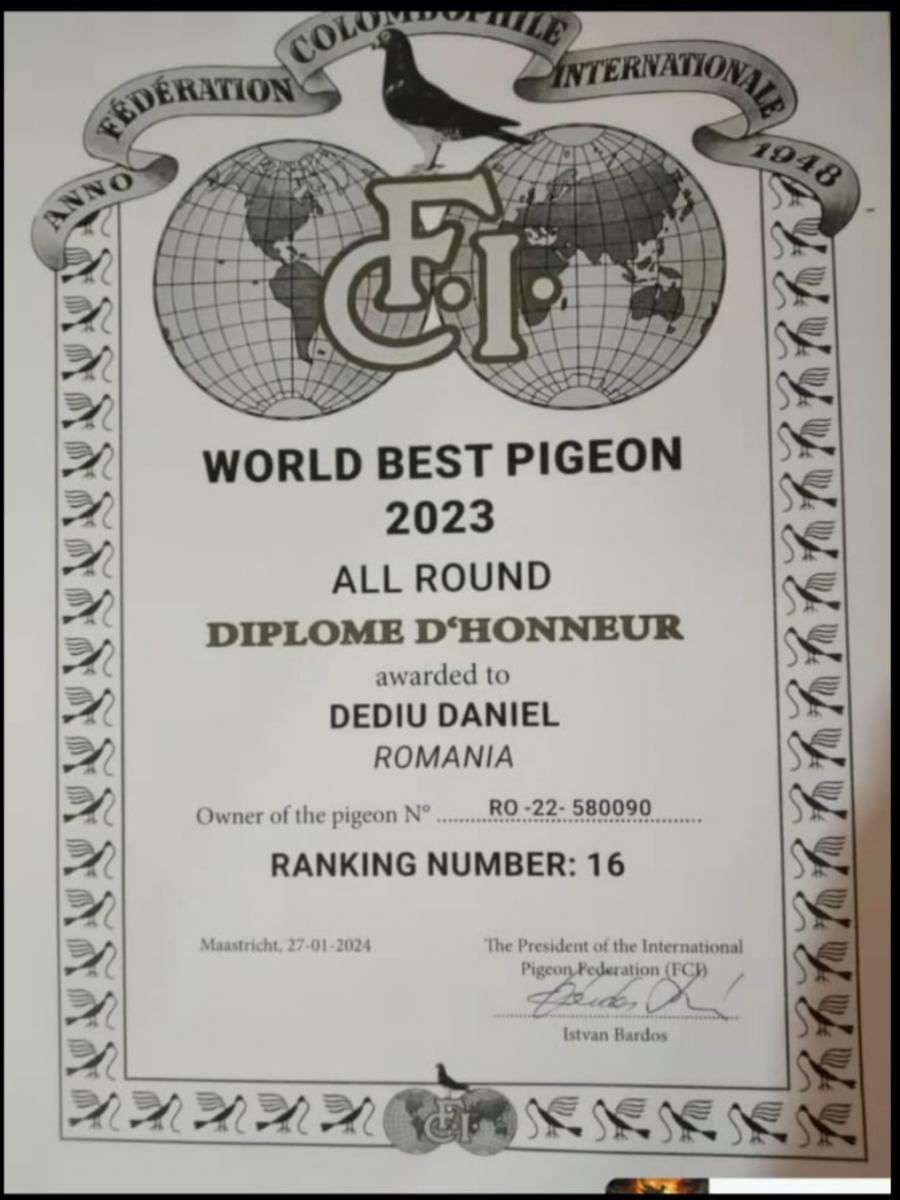 ANNO FÉDÉRATION COLOMBOPHILE INTERNATIONALE 1948
F.C.I.
WORLD BEST PIGEON
2023
ALL ROUND
DIPLOME D‘HONNEUR
awarded to
DEDIU DANIEL
ROMANIA
Owner of the pigeon N° RO -22- 580090
RANKING NUMBER: 16
Maastricht, 27-01-2024
The President of the International
Pigeon Federation (FCI)
Istvan Bardos
F.C.I.